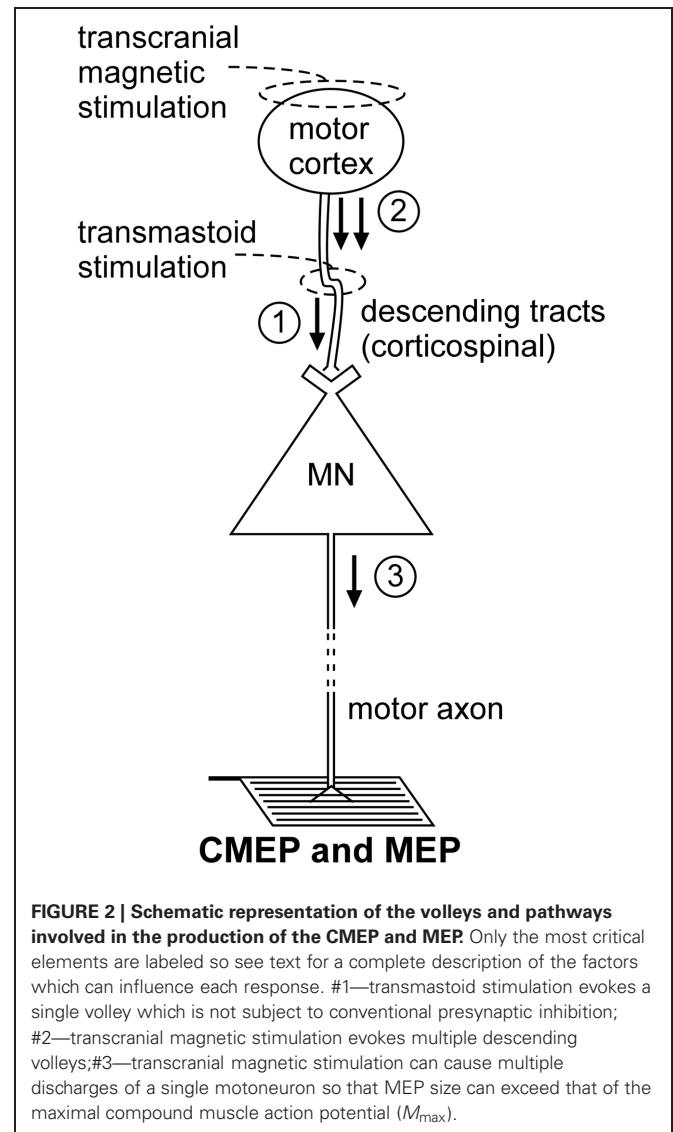 transcranial
magnetic
stimulation
motor
cortex
2
transmastoid
stimulation
1
descending tracts
(corticospinal)
MN
3
motor axon
CMEP and MEP
FIGURE 2 | Schematic representation of the volleys and pathways
involved in the production of the CMEP and MEP. Only the most critical
elements are labeled so see text for a complete description of the factors
which can influence each response. #1—transmastoid stimulation evokes a
single volley which is not subject to conventional presynaptic inhibition;
#2—transcranial magnetic stimulation evokes multiple descending
volleys;#3—transcranial magnetic stimulation can cause multiple
discharges of a single motoneuron so that MEP size can exceed that of the
maximal compound muscle action potential (Mmax).